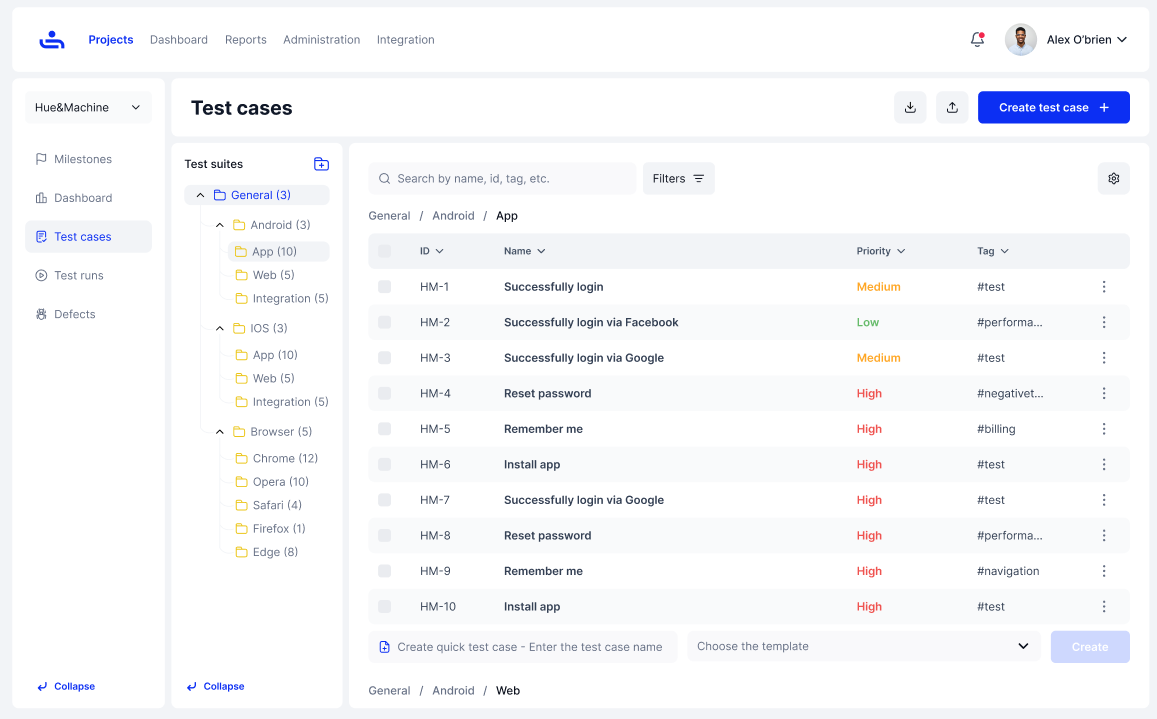 Projects Dashboard Reports Administration Integration Alex O'brien
Hue&Machine
Milestones
Dashboard
Test cases
Test runs
Defects
Collapse
Test cases
Create test case +
Test suites
General (3)
Android (3)
App (10)
Web (5)
Integration (5)
IOS (3)
App (10)
Web (5)
Integration (5)
Browser (5)
Chrome (12)
Opera (10)
Safari (4)
Firefox (1)
Edge (8)
Collapse
Search by name, id, tag, etc. Filters
General / Android / App
ID Name Priority Tag
HM-1 Successfully login Medium #test
HM-2 Successfully login via Facebook Low #performa...
HM-3 Successfully login via Google Medium #test
HM-4 Reset password High #negativet...
HM-5 Remember me High #billing
HM-6 Install app High #test
HM-7 Successfully login via Google High #test
HM-8 Reset password High #performa...
HM-9 Remember me High #navigation
HM-10 Install app High #test
Create quick test case - Enter the test case name Choose the template Create
General / Android / Web